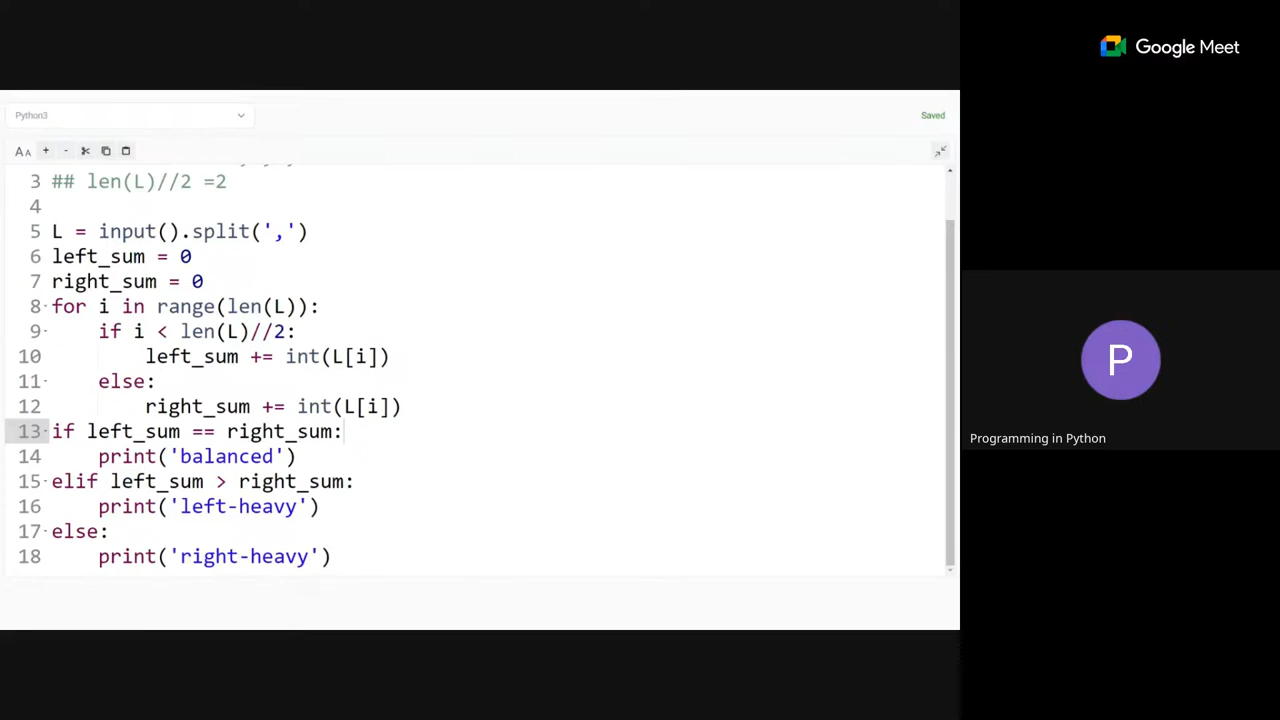 Google Meet
Python3
Saved
AA + -
3 ## len(L)//2 =2
4
5 L = input().split(',')
6 left_sum = 0
7 right_sum = 0
8 for i in range(len(L)):
9     if i < len(L)//2:
10         left_sum += int(L[i])
11     else:
12         right_sum += int(L[i])
13 if left_sum == right_sum:
14     print('balanced')
15 elif left_sum > right_sum:
16     print('left-heavy')
17 else:
18     print('right-heavy')
P
Programming in Python